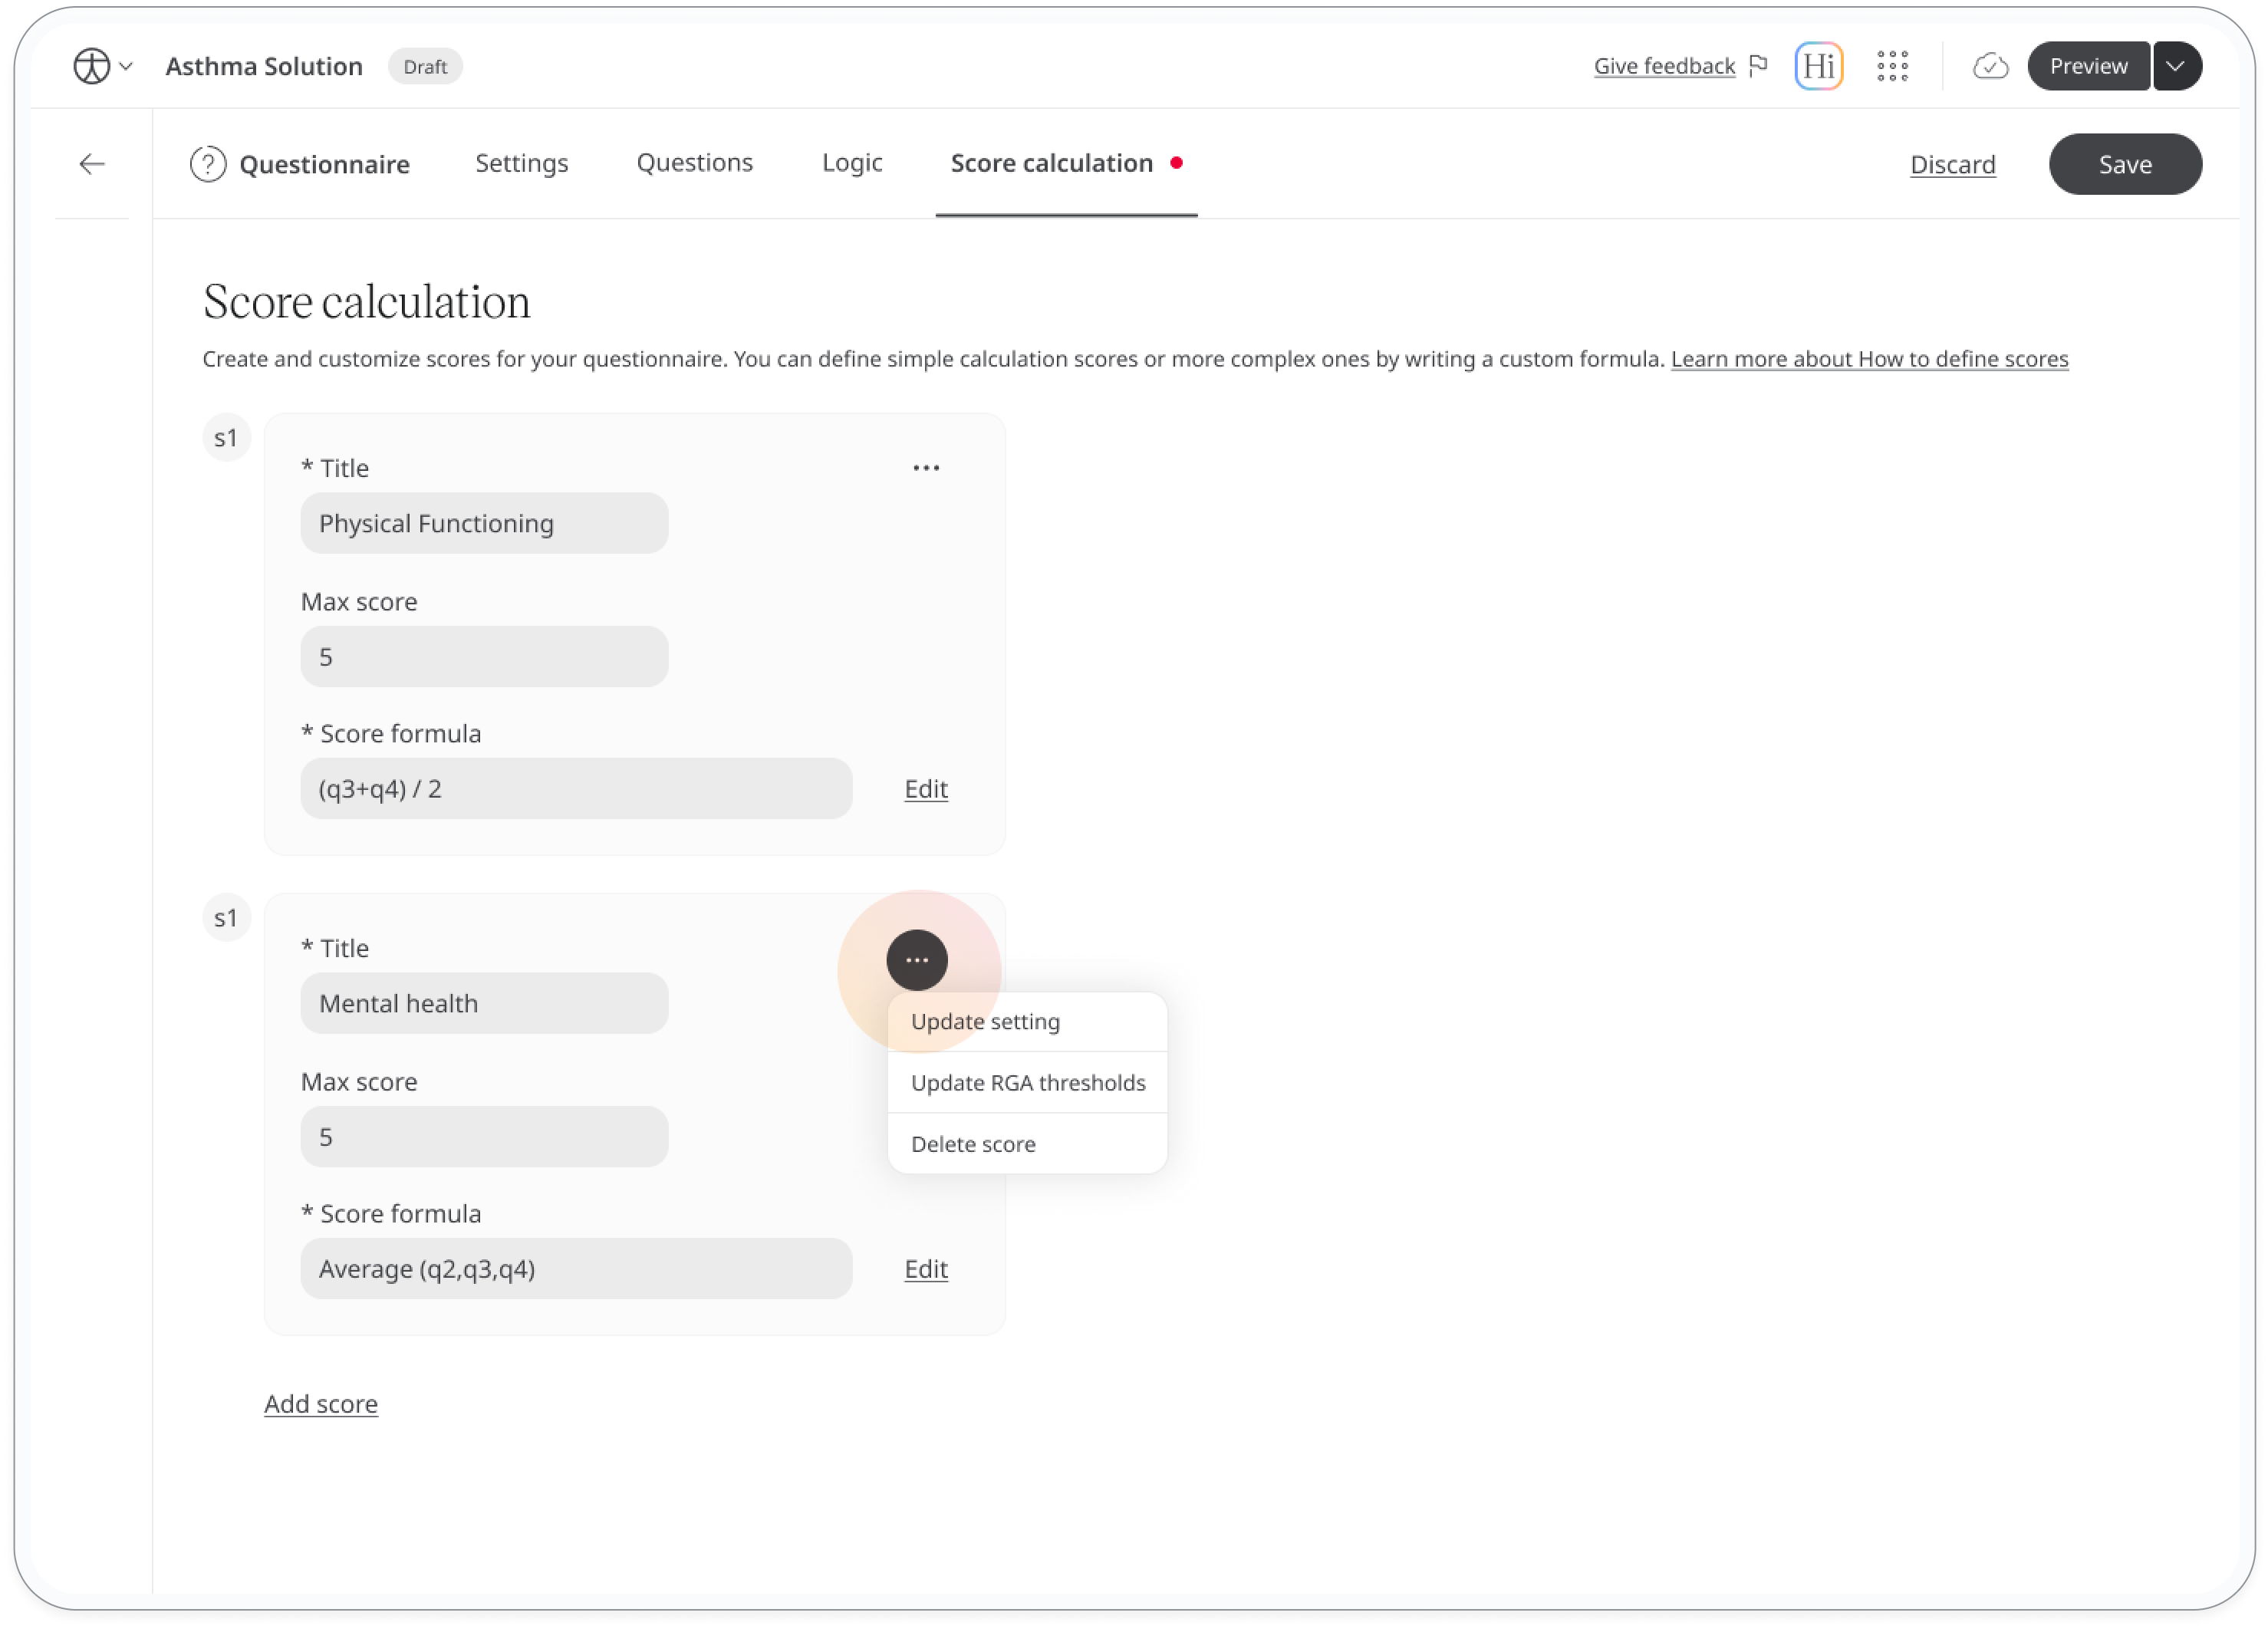 Asthma Solution Draft Give feedback Hi Preview
Questionnaire Settings Questions Logic Score calculation Discard Save
Score calculation
Create and customize scores for your questionnaire. You can define simple calculation scores or more complex ones by writing a custom formula. Learn more about How to define scores
s1
* Title
Physical Functioning
Max score
5
* Score formula
(q3+q4) / 2 Edit
s1
* Title
Mental health
Update setting
Update RGA thresholds
Delete score
Max score
5
* Score formula
Average (q2,q3,q4) Edit
Add score